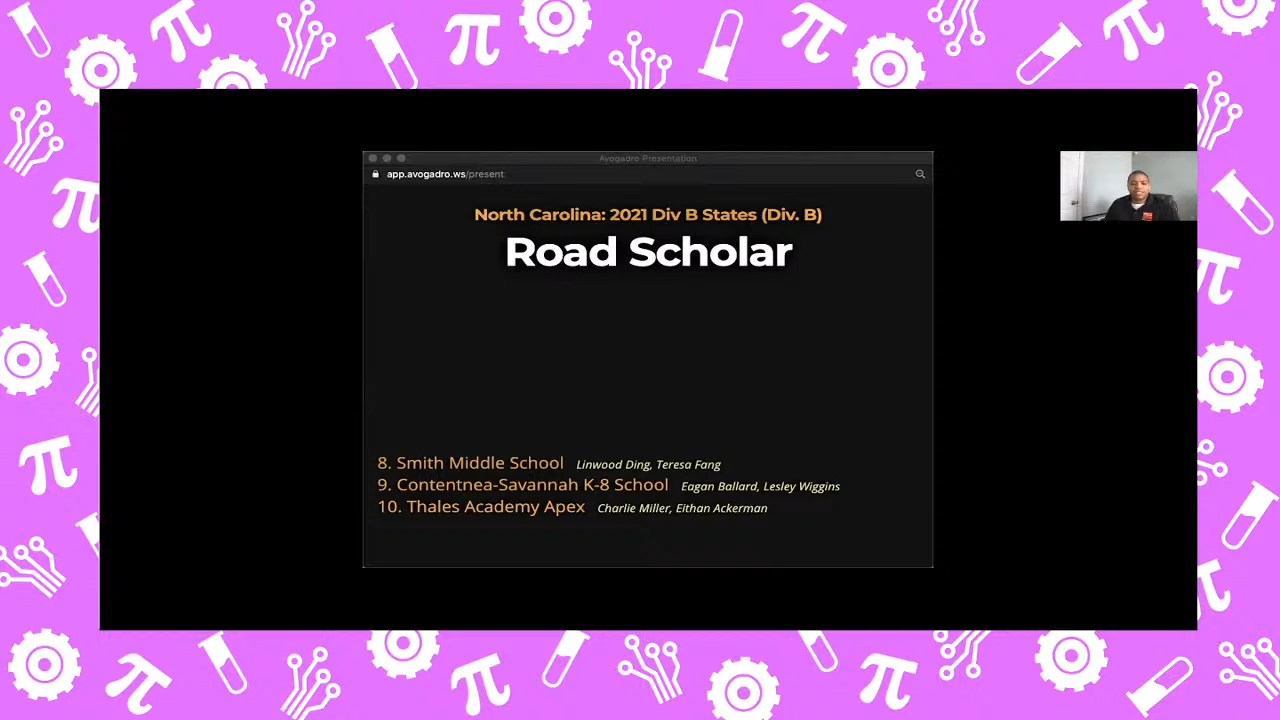 Avogadro Presentation
app.avogadro.ws/present
North Carolina: 2021 Div B States (Div. B)
Road Scholar
8. Smith Middle School Linwood Ding, Teresa Fang
9. Contentnea-Savannah K-8 School Eagan Ballard, Lesley Wiggins
10. Thales Academy Apex Charlie Miller, Eithan Ackerman